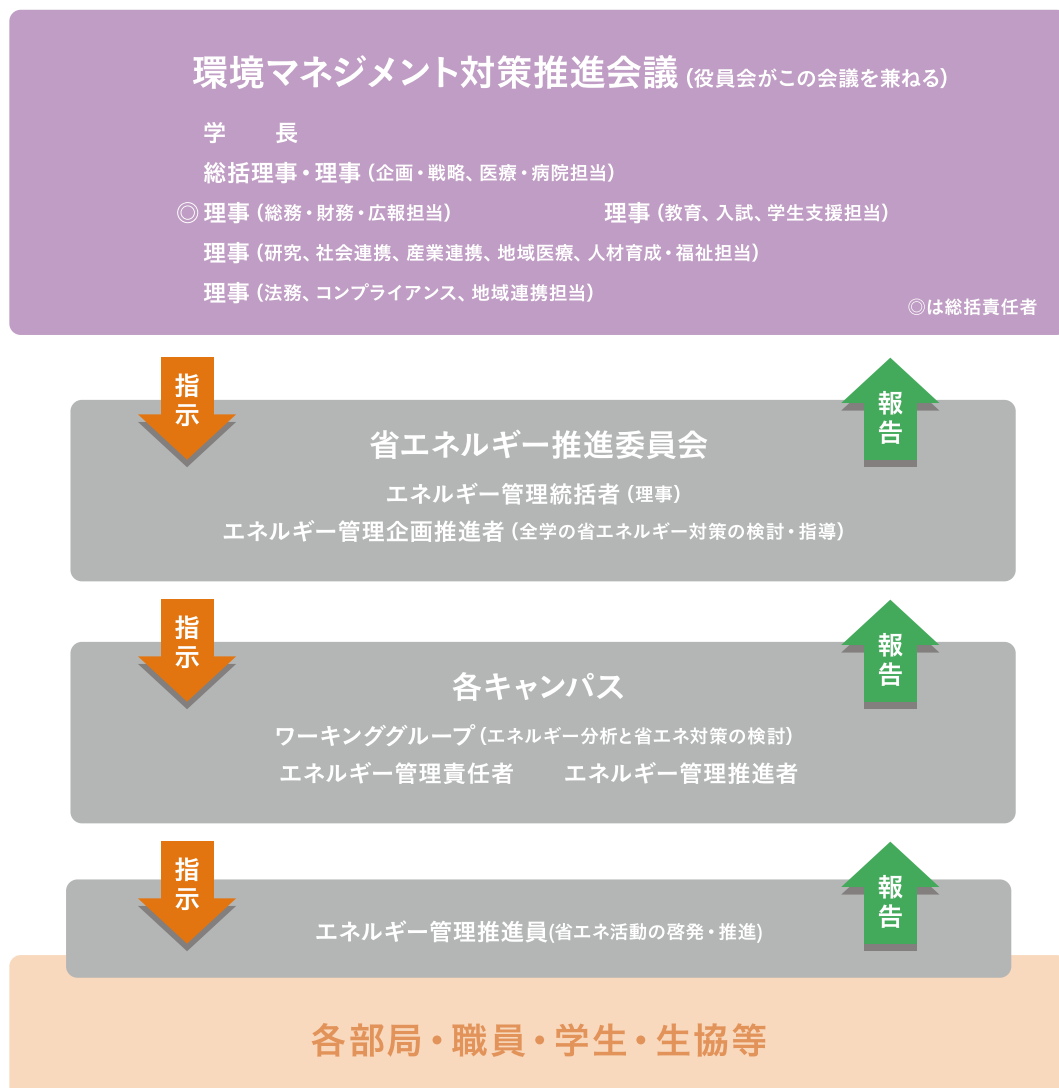 環境マネジメント対策推進会議（役員会がこの会議を兼ねる）
学　　長
総括理事・理事（企画・戦略、医療・病院担当）
◎理事（総務・財務・広報担当）　理事（教育、入試、学生支援担当）
理事（研究、社会連携、産業連携、地域医療、人材育成・福祉担当）
理事（法務、コンプライアンス、地域連携担当）
◎は総括責任者
指示
報告
省エネルギー推進委員会
エネルギー管理統括者（理事）
エネルギー管理企画推進者（全学の省エネルギー対策の検討・指導）
指示
報告
各キャンパス
ワーキンググループ（エネルギー分析と省エネ対策の検討）
エネルギー管理責任者　エネルギー管理推進者
指示
報告
エネルギー管理推進員(省エネ活動の啓発・推進)
各部局・職員・学生・生協等